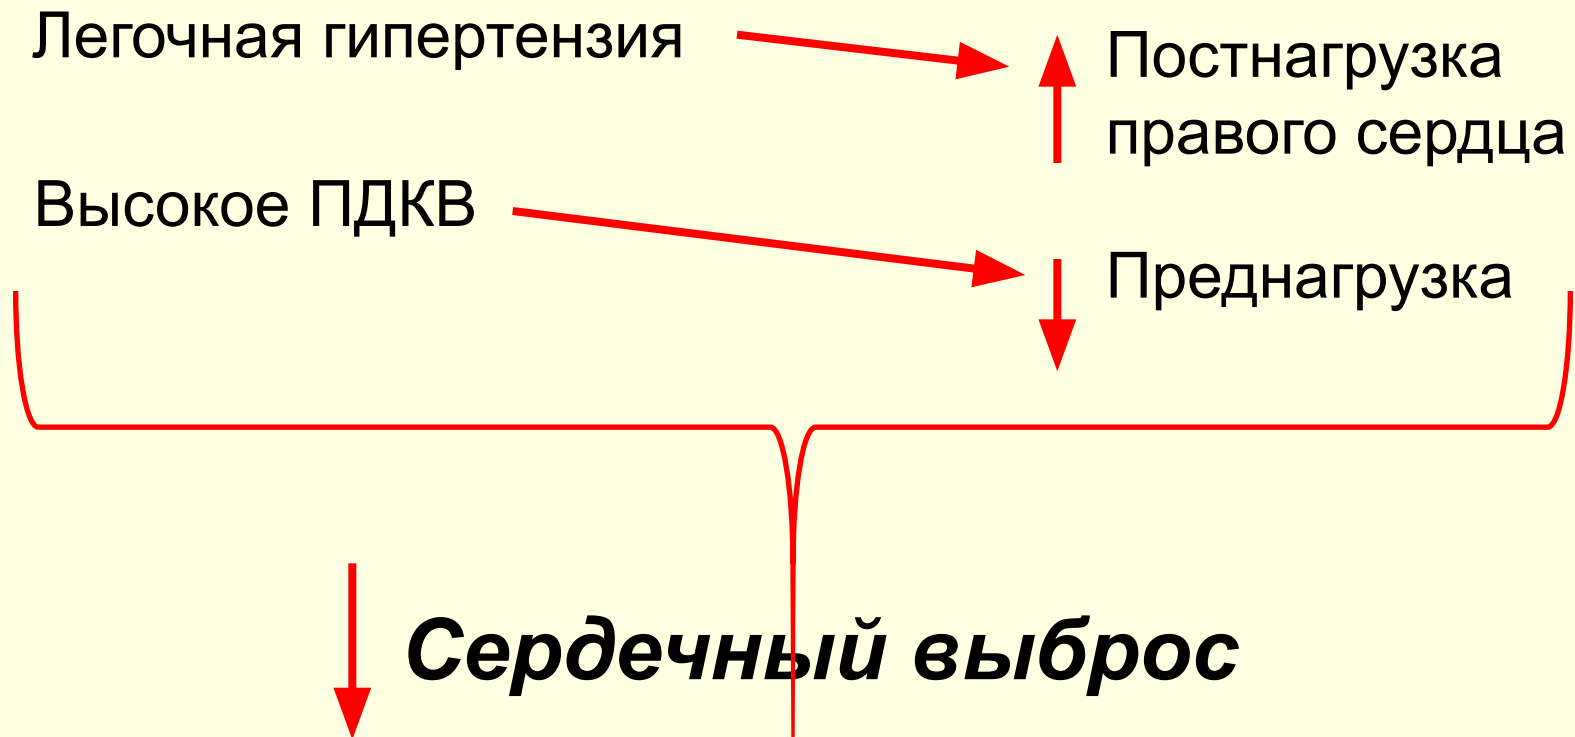 Легочная гипертензия
Постнагрузка
правого сердца
Высокое ПДКВ
Преднагрузка
Сердечный выброс